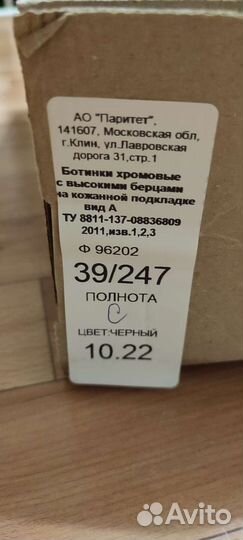 АО "Паритет",
141607, Московская обл,
г.Клин, ул.Лавровская
дорога 31,стр.1
Ботинки хромовые
с высокими берцами
на кожанной подкладке
вид А
ТУ 8811-137-08836809
2011,изв.1,2,3
Ф 96202
39/247
ПОЛНОТА
С
ЦВЕТ:ЧЕРНЫЙ
10.22
Avito